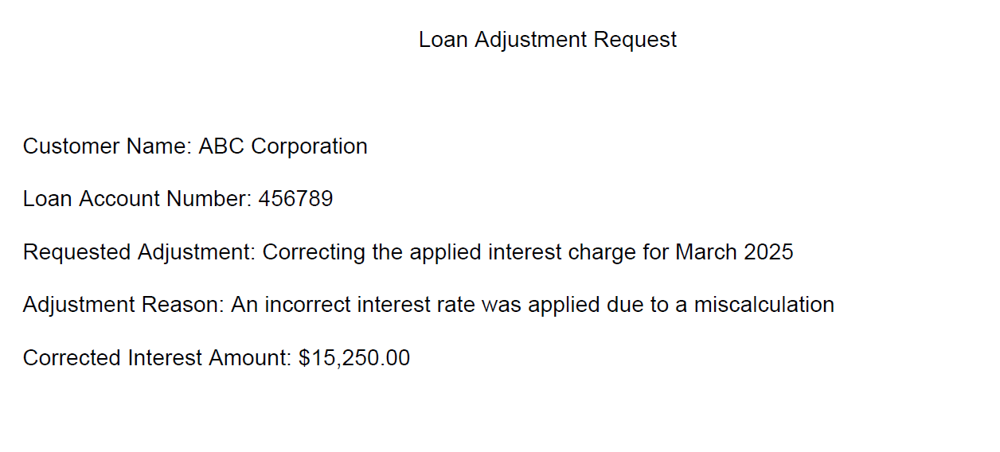 Loan Adjustment Request
Customer Name: ABC Corporation
Loan Account Number: 456789
Requested Adjustment: Correcting the applied interest charge for March 2025
Adjustment Reason: An incorrect interest rate was applied due to a miscalculation
Corrected Interest Amount: $15,250.00